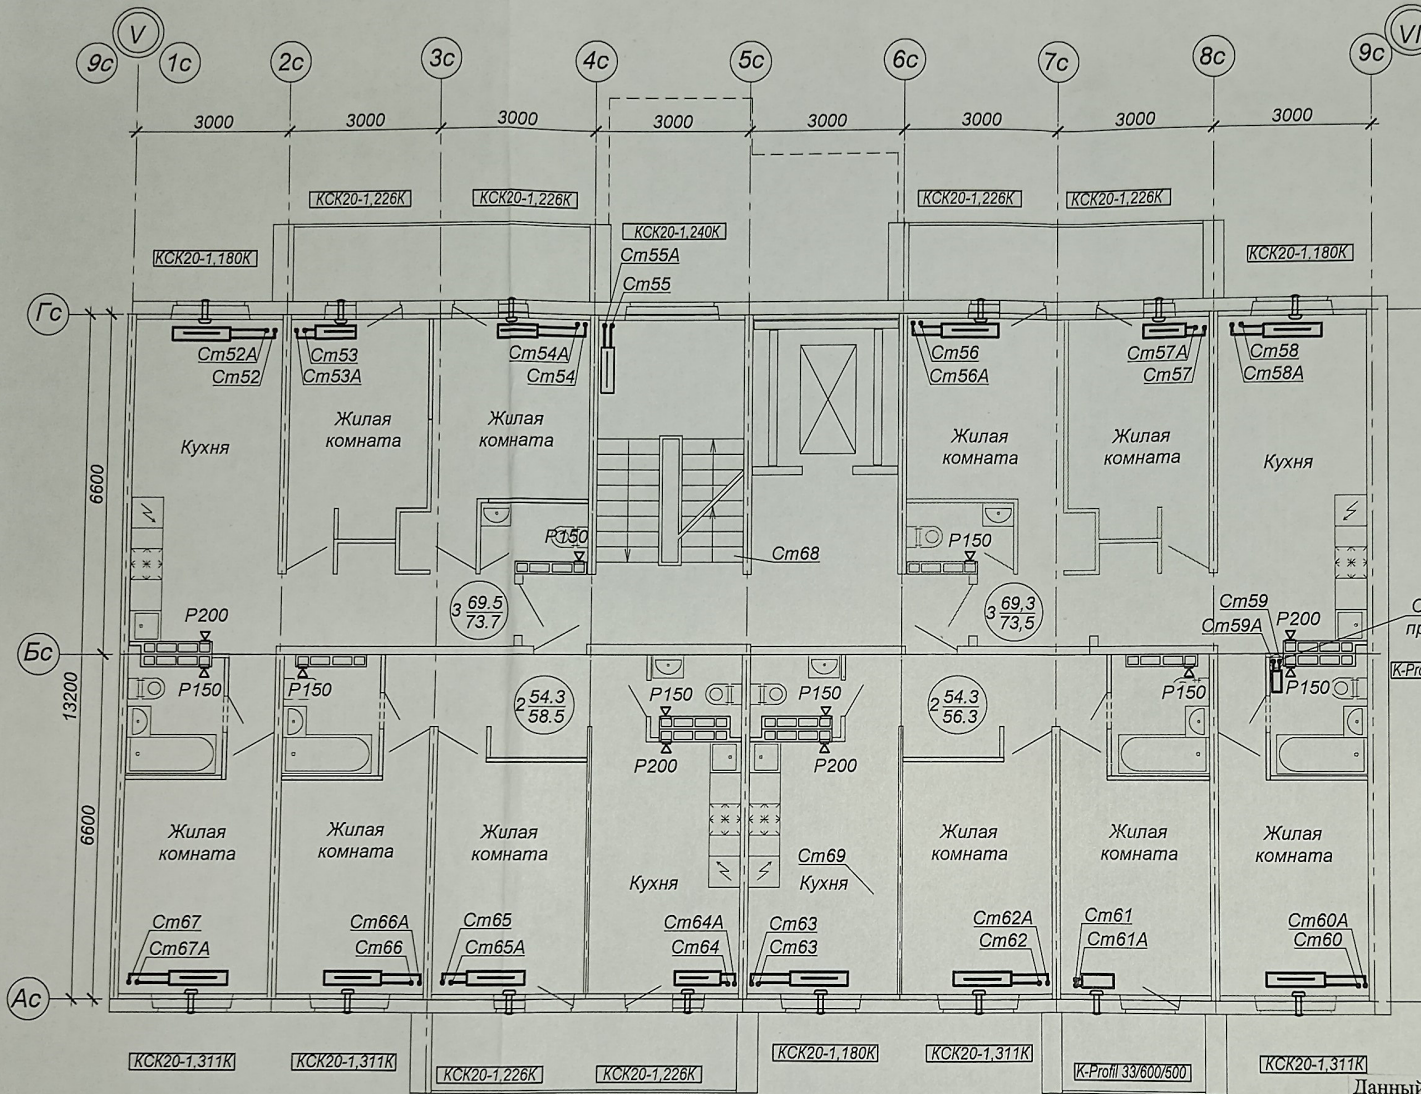 V
VI
9с
1с
2с
3с
4с
5с
6с
7с
8с
9с
3000
3000
3000
3000
3000
3000
3000
3000
КСК20-1,226К
КСК20-1,226К
КСК20-1,226К
КСК20-1,226К
КСК20-1,240К
КСК20-1,180К
КСК20-1,180К
Ст55А
Ст55
Гс
Ст52А
Ст52
Ст53
Ст53А
Ст54А
Ст54
Ст56
Ст56А
Ст57А
Ст57
Ст58
Ст58А
Кухня
Жилая
комната
Жилая
комната
Жилая
комната
Жилая
комната
Кухня
6600
Р150
Ст68
Р150
3 69.5
73.7
3 69,3
73,5
Ст59
Ст59А
Р200
Р200
Бс
13200
Р150
Р150
2 54.3
58.5
Р150
Р150
2 54.3
56.3
Р150
Р150
K-Pro
Р200
Р200
6600
Жилая
комната
Жилая
комната
Жилая
комната
Кухня
Ст69
Кухня
Жилая
комната
Жилая
комната
Жилая
комната
Ст67
Ст67А
Ст66А
Ст66
Ст65
Ст65А
Ст64А
Ст64
Ст63
Ст63
Ст62А
Ст62
Ст61
Ст61А
Ст60А
Ст60
Ас
КСК20-1,311К
КСК20-1,311К
КСК20-1,226К
КСК20-1,226К
КСК20-1,180К
КСК20-1,311К
K-Profil 33/600/500
КСК20-1,311К
Данный